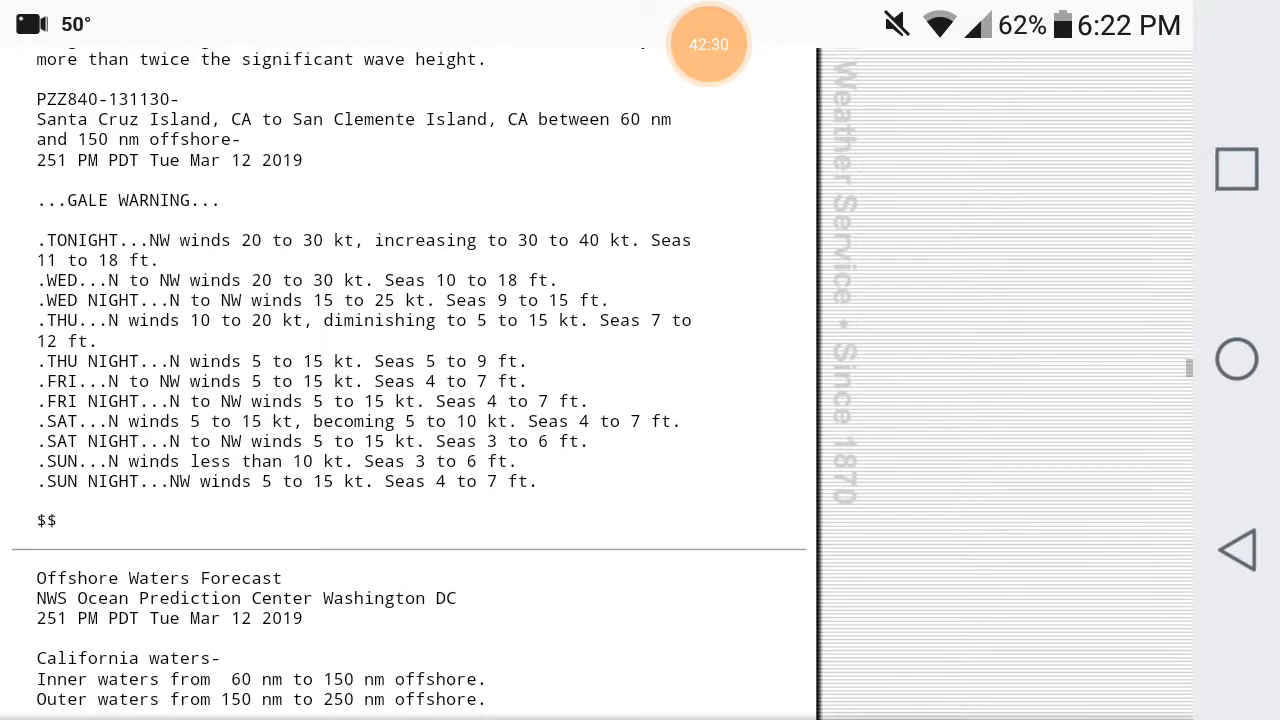 50°
42:30
62%
6:22 PM
more than twice the significant wave height.
PZZ840-131130-
Santa Cruz Island, CA to San Clemente Island, CA between 60 nm
and 150 nm offshore-
251 PM PDT Tue Mar 12 2019
...GALE WARNING...
.TONIGHT...NW winds 20 to 30 kt, increasing to 30 to 40 kt. Seas
11 to 18 ft.
.WED...N to NW winds 20 to 30 kt. Seas 10 to 18 ft.
.WED NIGHT...N to NW winds 15 to 25 kt. Seas 9 to 15 ft.
.THU...N winds 10 to 20 kt, diminishing to 5 to 15 kt. Seas 7 to
12 ft.
.THU NIGHT...N winds 5 to 15 kt. Seas 5 to 9 ft.
.FRI...N to NW winds 5 to 15 kt. Seas 4 to 7 ft.
.FRI NIGHT...N to NW winds 5 to 15 kt. Seas 4 to 7 ft.
.SAT...N winds 5 to 15 kt, becoming 5 to 10 kt. Seas 4 to 7 ft.
.SAT NIGHT...N to NW winds 5 to 15 kt. Seas 3 to 6 ft.
.SUN...N winds less than 10 kt. Seas 3 to 6 ft.
.SUN NIGHT...NW winds 5 to 15 kt. Seas 4 to 7 ft.
$$
Offshore Waters Forecast
NWS Ocean Prediction Center Washington DC
251 PM PDT Tue Mar 12 2019
California waters-
Inner waters from  60 nm to 150 nm offshore.
Outer waters from 150 nm to 250 nm offshore.
Weather Service • Since 1870